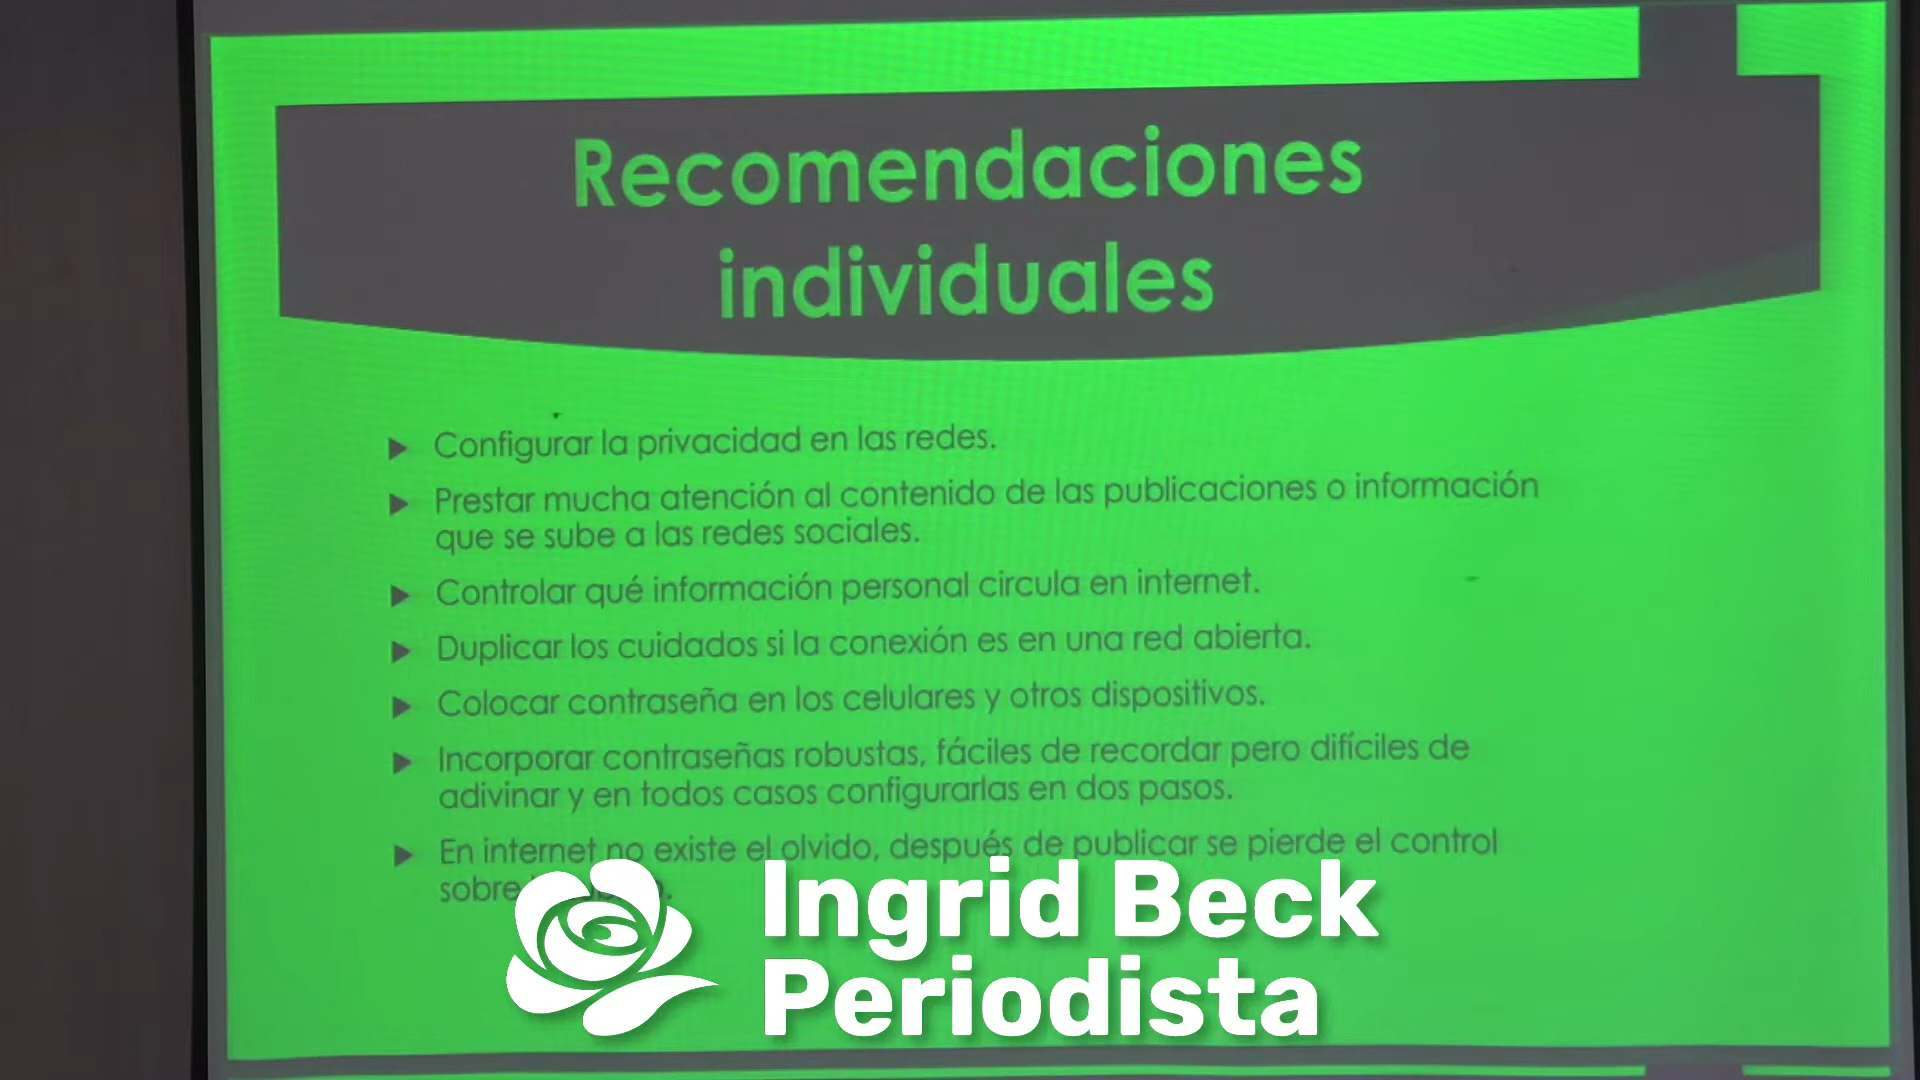 Recomendaciones
individuales
Configurar la privacidad en las redes.
Prestar mucha atención al contenido de las publicaciones o información
que se sube a las redes sociales.
Controlar qué información personal circula en internet.
Duplicar los cuidados si la conexión es en una red abierta.
Colocar contraseña en los celulares y otros dispositivos.
Incorporar contraseñas robustas, fáciles de recordar pero difíciles de
adivinar y en todos casos configurarlas en dos pasos.
En internet no existe el olvido, después de publicar se pierde el control
sobre
Ingrid Beck
Periodista